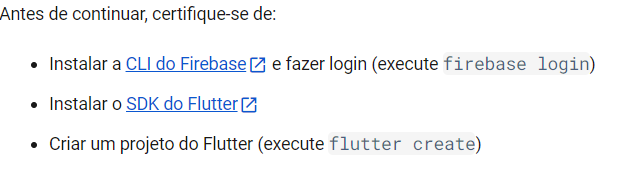 Antes de continuar, certifique-se de:
• Instalar a CLI do Firebase e fazer login (execute firebase login)
• Instalar o SDK do Flutter
• Criar um projeto do Flutter (execute flutter create)